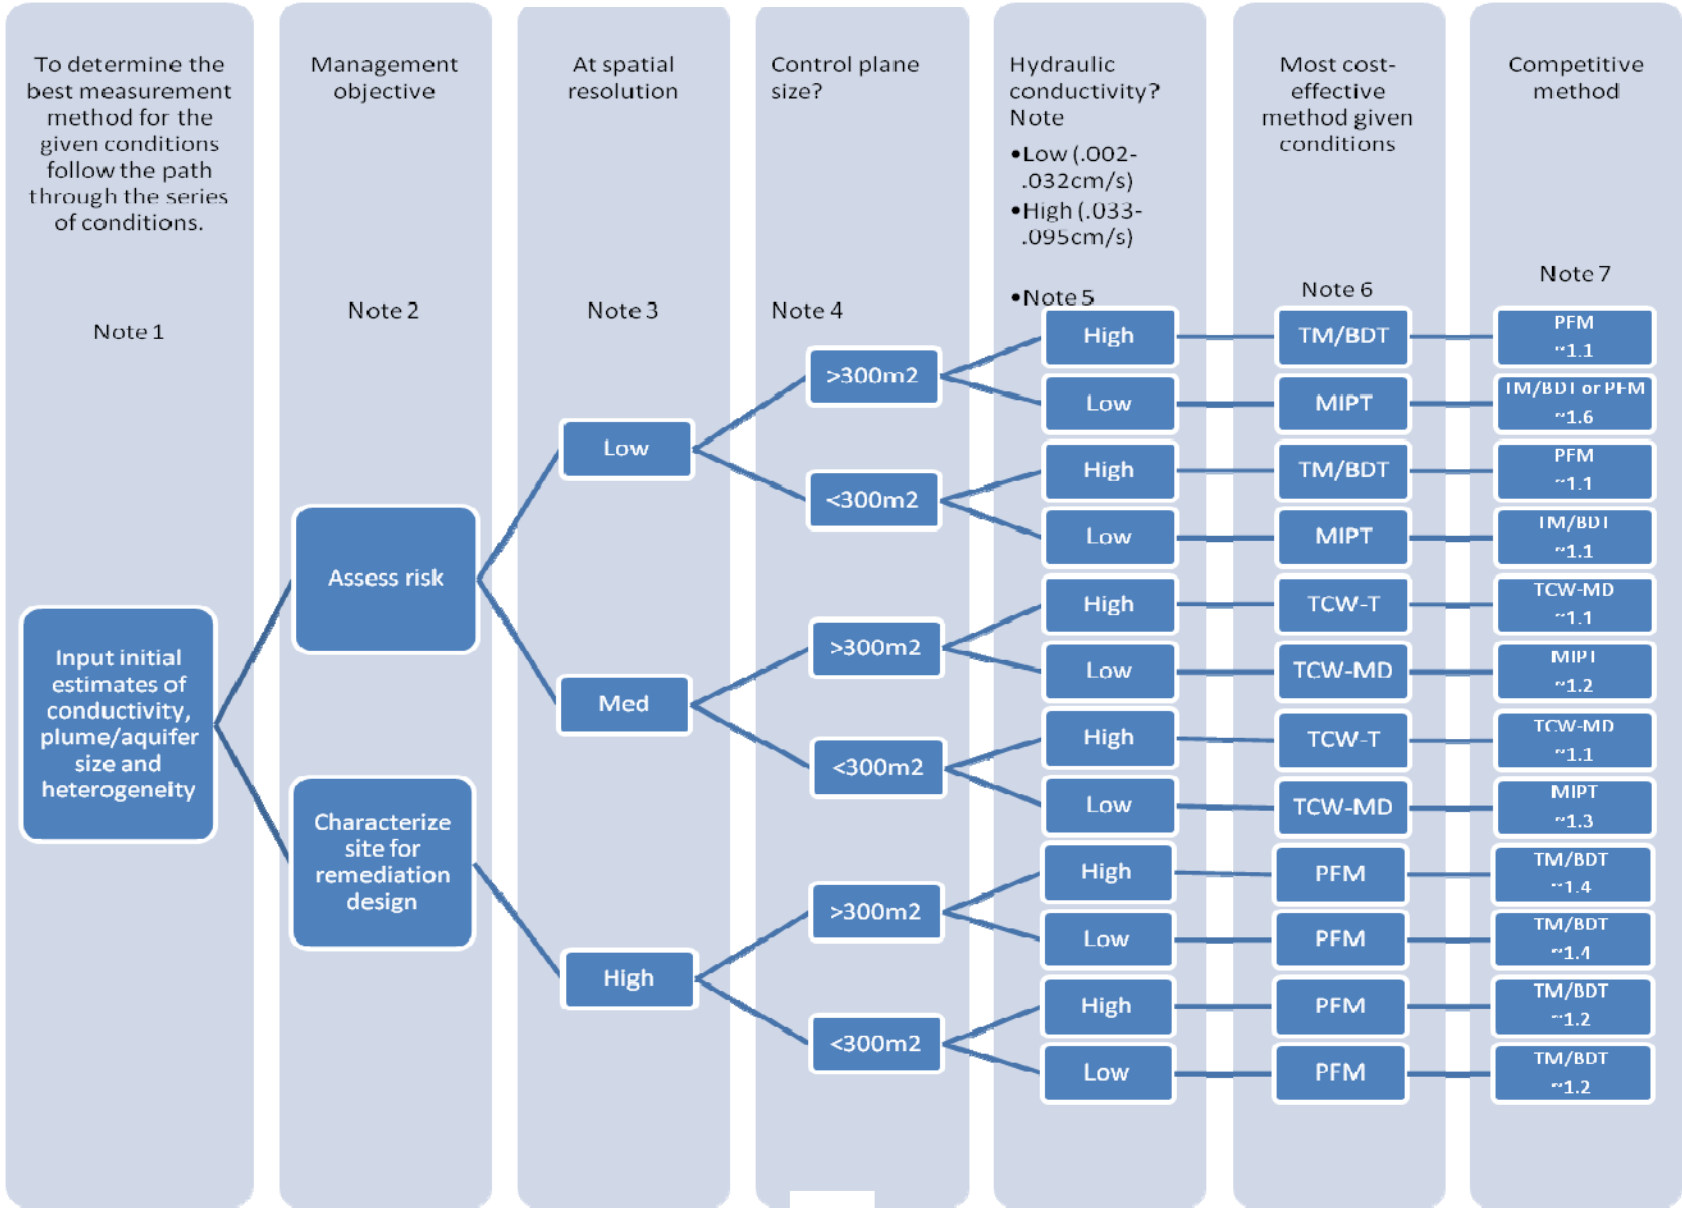 To determine the
best measurement
method for the
given conditions
follow the path
through the series
of conditions.
Note 1
Input initial
estimates of
conductivity,
plume/aquifer
size and
heterogeneity
Management
objective
Note 2
Assess risk
Characterize
site for
remediation
design
At spatial
resolution
Note 3
Low
Med
High
Control plane
size?
Note 4
>300m2
<300m2
>300m2
<300m2
>300m2
<300m2
Hydraulic
conductivity?
Note
•Low (.002-
.032cm/s)
•High (.033-
.095cm/s)
•Note 5
High
Low
High
Low
High
Low
High
Low
High
Low
High
Low
Most cost-
effective
method given
conditions
Note 6
TM/BDT
MIPT
TM/BDT
MIPT
TCW-T
TCW-MD
TCW-T
TCW-MD
PFM
PFM
PFM
PFM
Competitive
method
Note 7
PFM
~1.1
TM/BDT or PFM
~1.6
PFM
~1.1
TM/BDT
~1.1
TCW-MD
~1.1
MIPT
~1.2
TCW-MD
~1.1
MIPT
~1.3
TM/BDT
~1.4
TM/BDT
~1.4
TM/BDT
~1.2
TM/BDT
~1.2